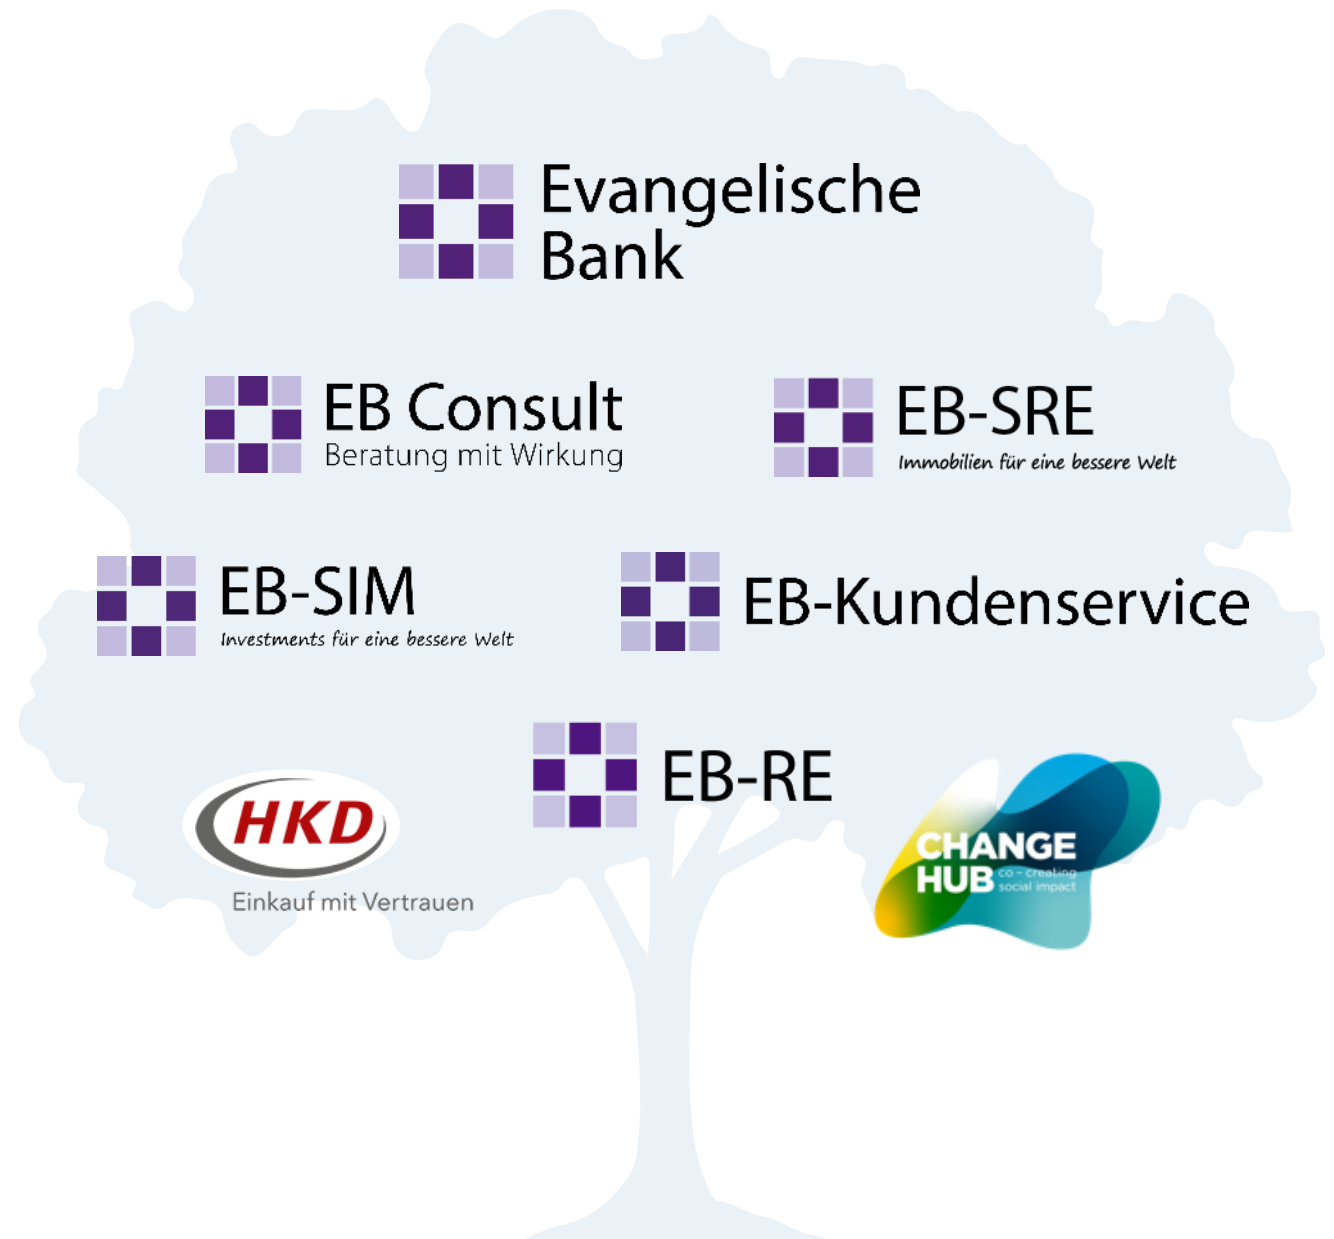 Evangelische
Bank
EB Consult
Beratung mit Wirkung
EB-SRE
Immobilien für eine bessere Welt
EB-SIM
Investments für eine bessere Welt
EB-Kundenservice
EB-RE
HKD
Einkauf mit Vertrauen
CHANGE
HUB co - creating
social impact